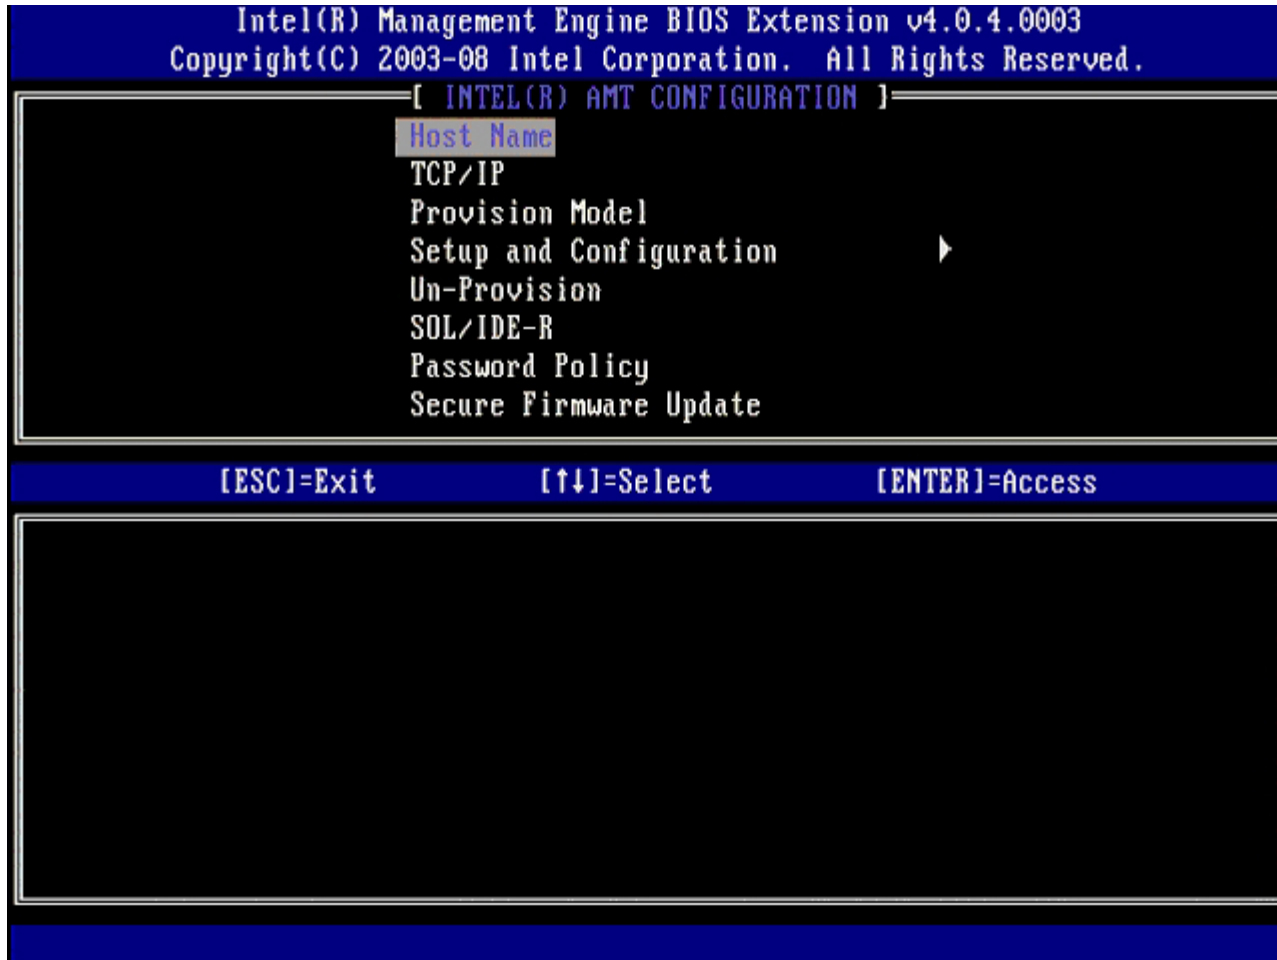 Intel(R) Management Engine BIOS Extension v4.0.4.0003
Copyright(C) 2003-08 Intel Corporation. All Rights Reserved.
[ INTEL(R) AMT CONFIGURATION ]
Host Name
TCP/IP
Provision Model
Setup and Configuration
Un-Provision
SOL/IDE-R
Password Policy
Secure Firmware Update
[ESC]=Exit [↑↓]=Select [ENTER]=Access